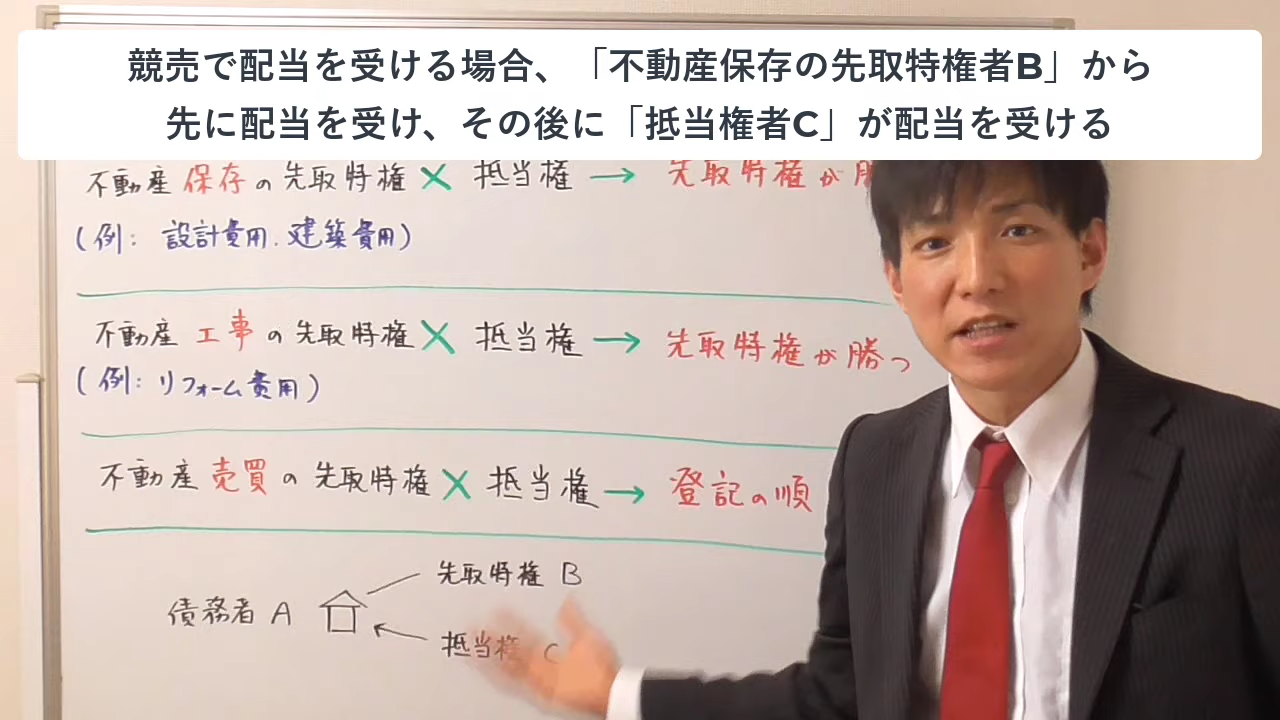 競売で配当を受ける場合、「不動産保存の先取特権者B」から
先に配当を受け、その後に「抵当権者C」が配当を受ける
不動産保存の先取特権×抵当権→先取特権が勝
(例:設計費用.建築費用)
不動産工事の先取特権×抵当権→先取特権が勝つ
(例:リフォーム費用)
不動産売買の先取特権×抵当権→登記の順
先取特権 B
債務者 A
抵当権 C